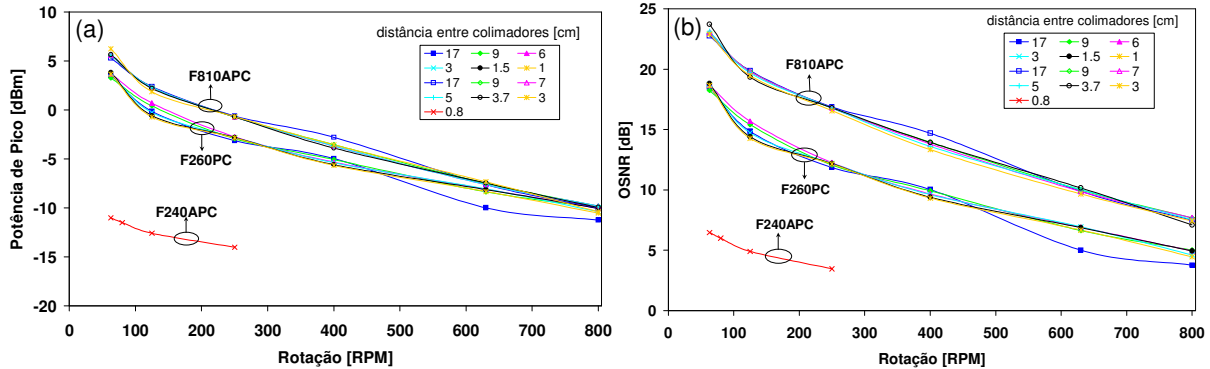 (a)
distância entre colimadores [cm]
17 9 6
3 1.5 1
17 9 7
5 3.7 3
0.8
F810APC
F260PC
F240APC
Potência de Pico [dBm]
10
5
0
-5
-10
-15
-20
0 100 200 300 400 500 600 700 800
Rotação [RPM]
(b)
distância entre colimadores [cm]
17 9 6
3 1.5 1
17 9 7
5 3.7 3
0.8
F810APC
F260PC
F240APC
OSNR [dB]
25
20
15
10
5
0
0 100 200 300 400 500 600 700 800
Rotação [RPM]